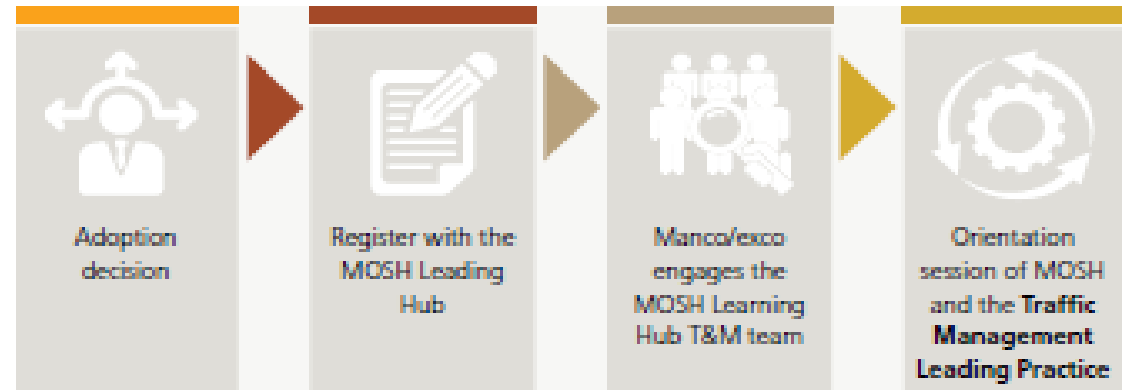 Adoption
decision
Register with the
MOSH Leading
Hub
Manco/exco
engages the
MOSH Learning
Hub T&M team
Orientation
session of MOSH
and the Traffic
Management
Leading Practice